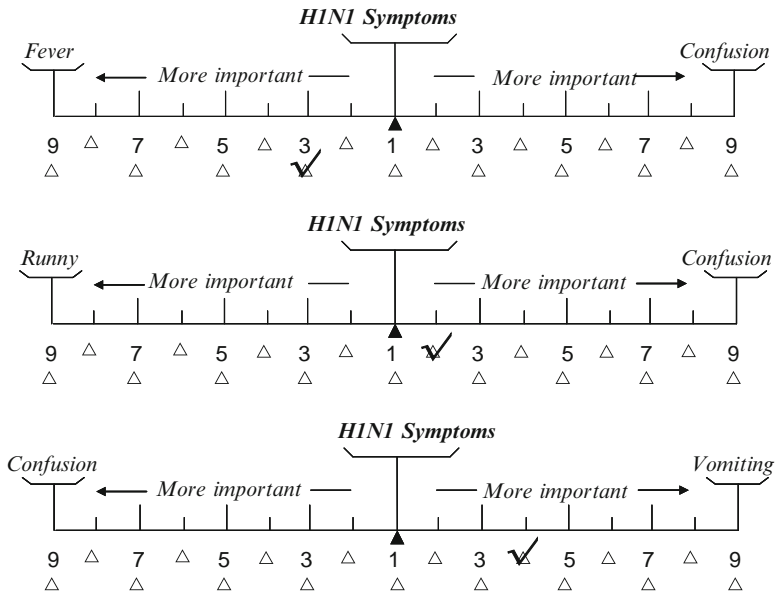 H1N1 Symptoms
Fever More important More important Confusion
9 7 5 3 1 3 5 7 9
H1N1 Symptoms
Runny More important More important Confusion
9 7 5 3 1 3 5 7 9
H1N1 Symptoms
Confusion More important More important Vomiting
9 7 5 3 1 3 5 7 9